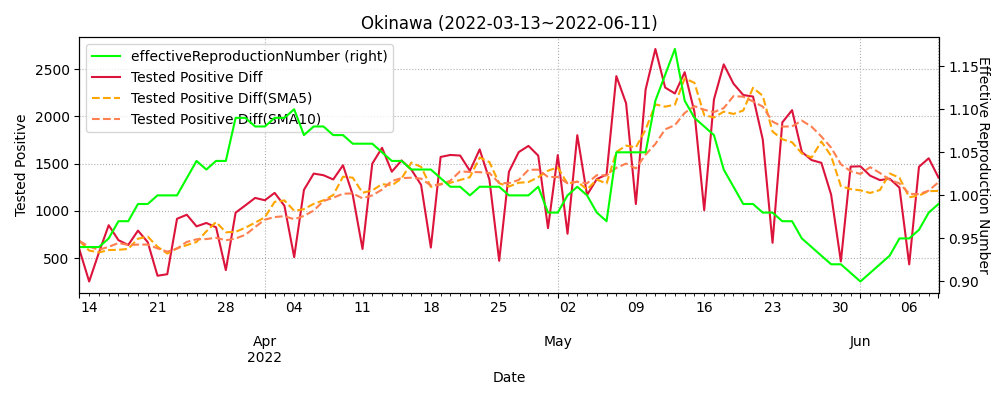 Okinawa (2022-03-13~2022-06-11)
effectiveReproductionNumber (right)
Tested Positive Diff
Tested Positive Diff(SMA5)
Tested Positive Diff(SMA10)
2500
2000
1500
1000
500
Tested Positive
1.15
1.10
1.05
1.00
0.95
0.90
Effective Reproduction Number
14 21 28 04 11 18 25 02 09 16 23 30 06
Apr May Jun
2022
Date